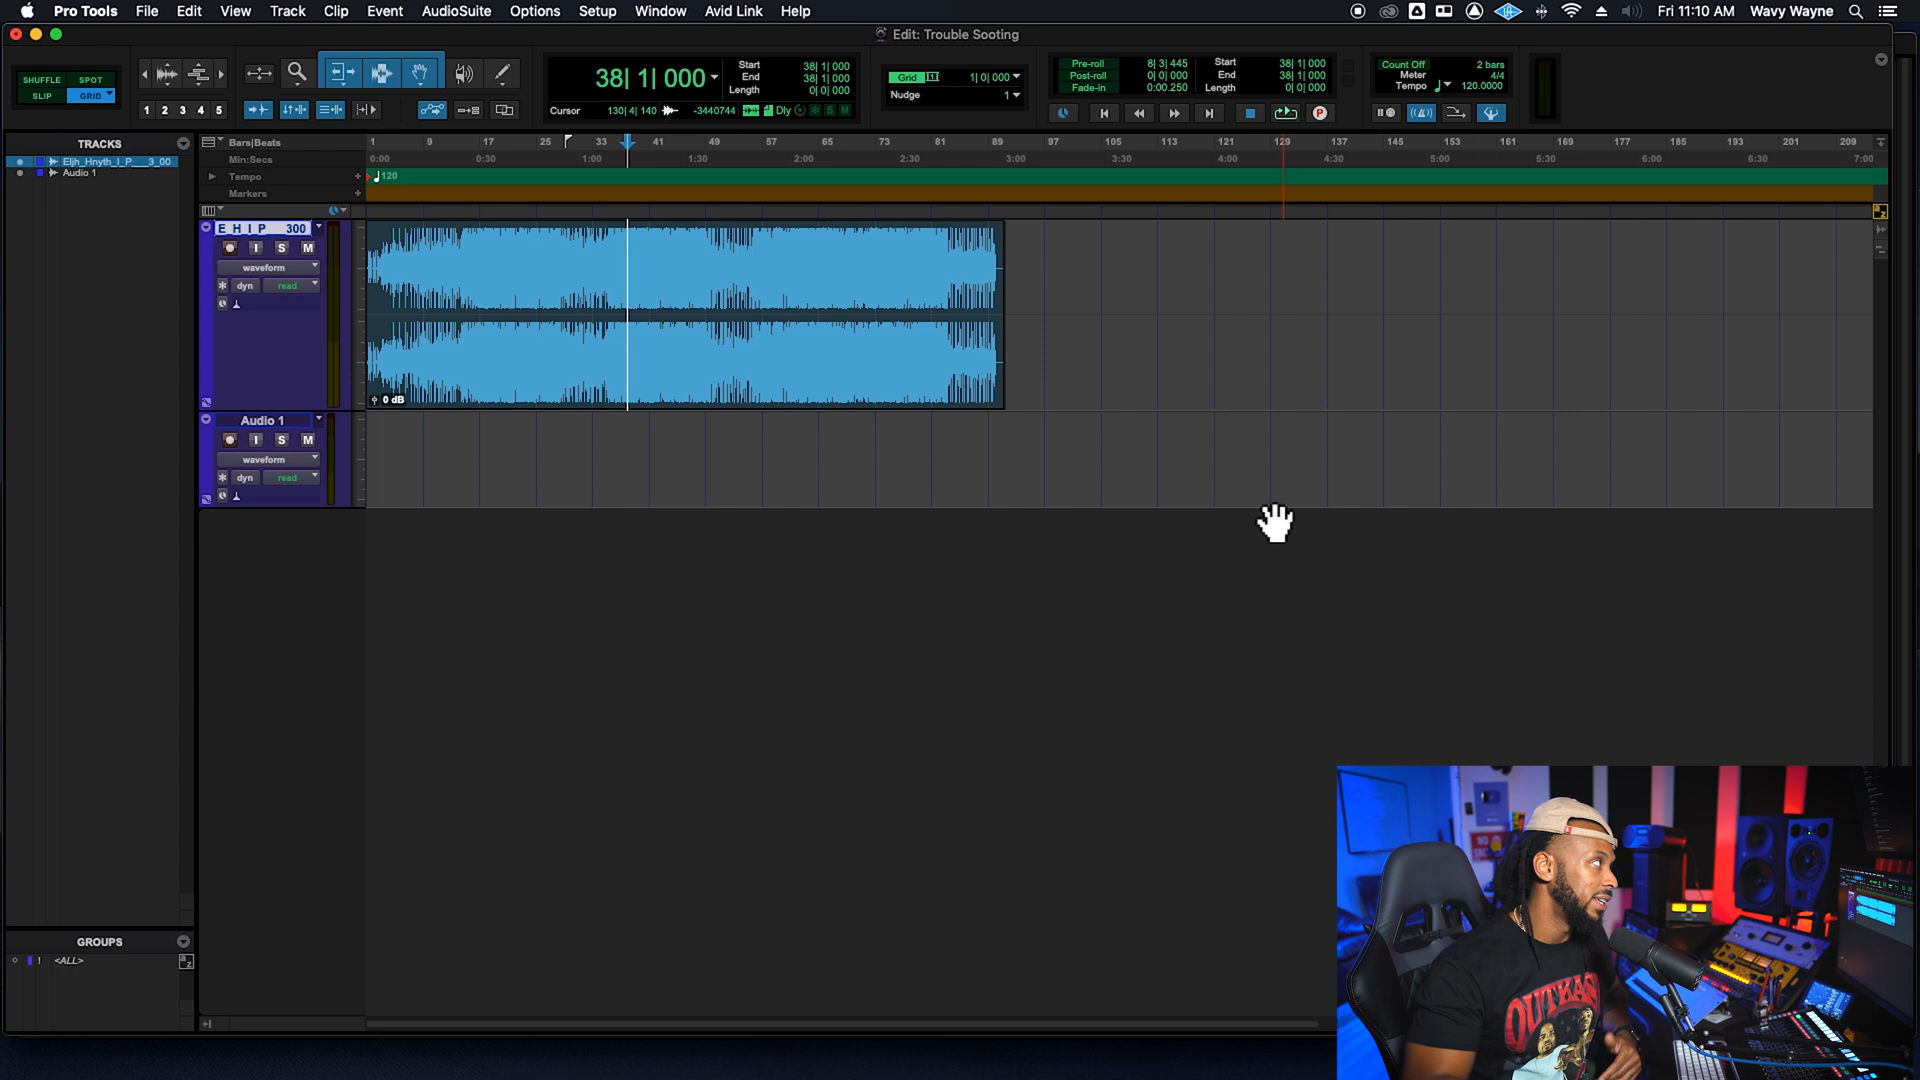 Pro Tools File Edit View Track Clip Event AudioSuite Options Setup Window Avid Link Help Fri 11:10 AM Wavy Wayne
Edit: Trouble Sooting
SHUFFLE SPOT
SLIP GRID
1 2 3 4 5
38| 1| 000
Start 38| 1| 000
End 38| 1| 000
Length 0| 0| 000
Cursor 130| 4| 140 -3440744 Dly S M
Grid 1| 0| 000
Nudge 1
Pre-roll 8| 3| 445
Post-roll 0| 0| 000
Fade-in 0:00.250
Start 38| 1| 000
End 38| 1| 000
Length 0| 0| 000
P
Count Off 2 bars
Meter 4/4
Tempo 120.0000
TRACKS
Eljh_Hnyth_I_P___3_00
Audio 1
Bars|Beats 1 9 17 25 33 41 49 57 65 73 81 89 97 105 113 121 129 137 145 153 161 169 177 185 193 201 209
Min:Secs 0:00 0:30 1:00 1:30 2:00 2:30 3:00 3:30 4:00 4:30 5:00 5:30 6:00 6:30 7:00
Tempo + 120
Markers +
E H I P 300
I S M
waveform
dyn read
0 dB
Audio 1
I S M
waveform
dyn read
GROUPS
1 <ALL>
a z
OUTKAS